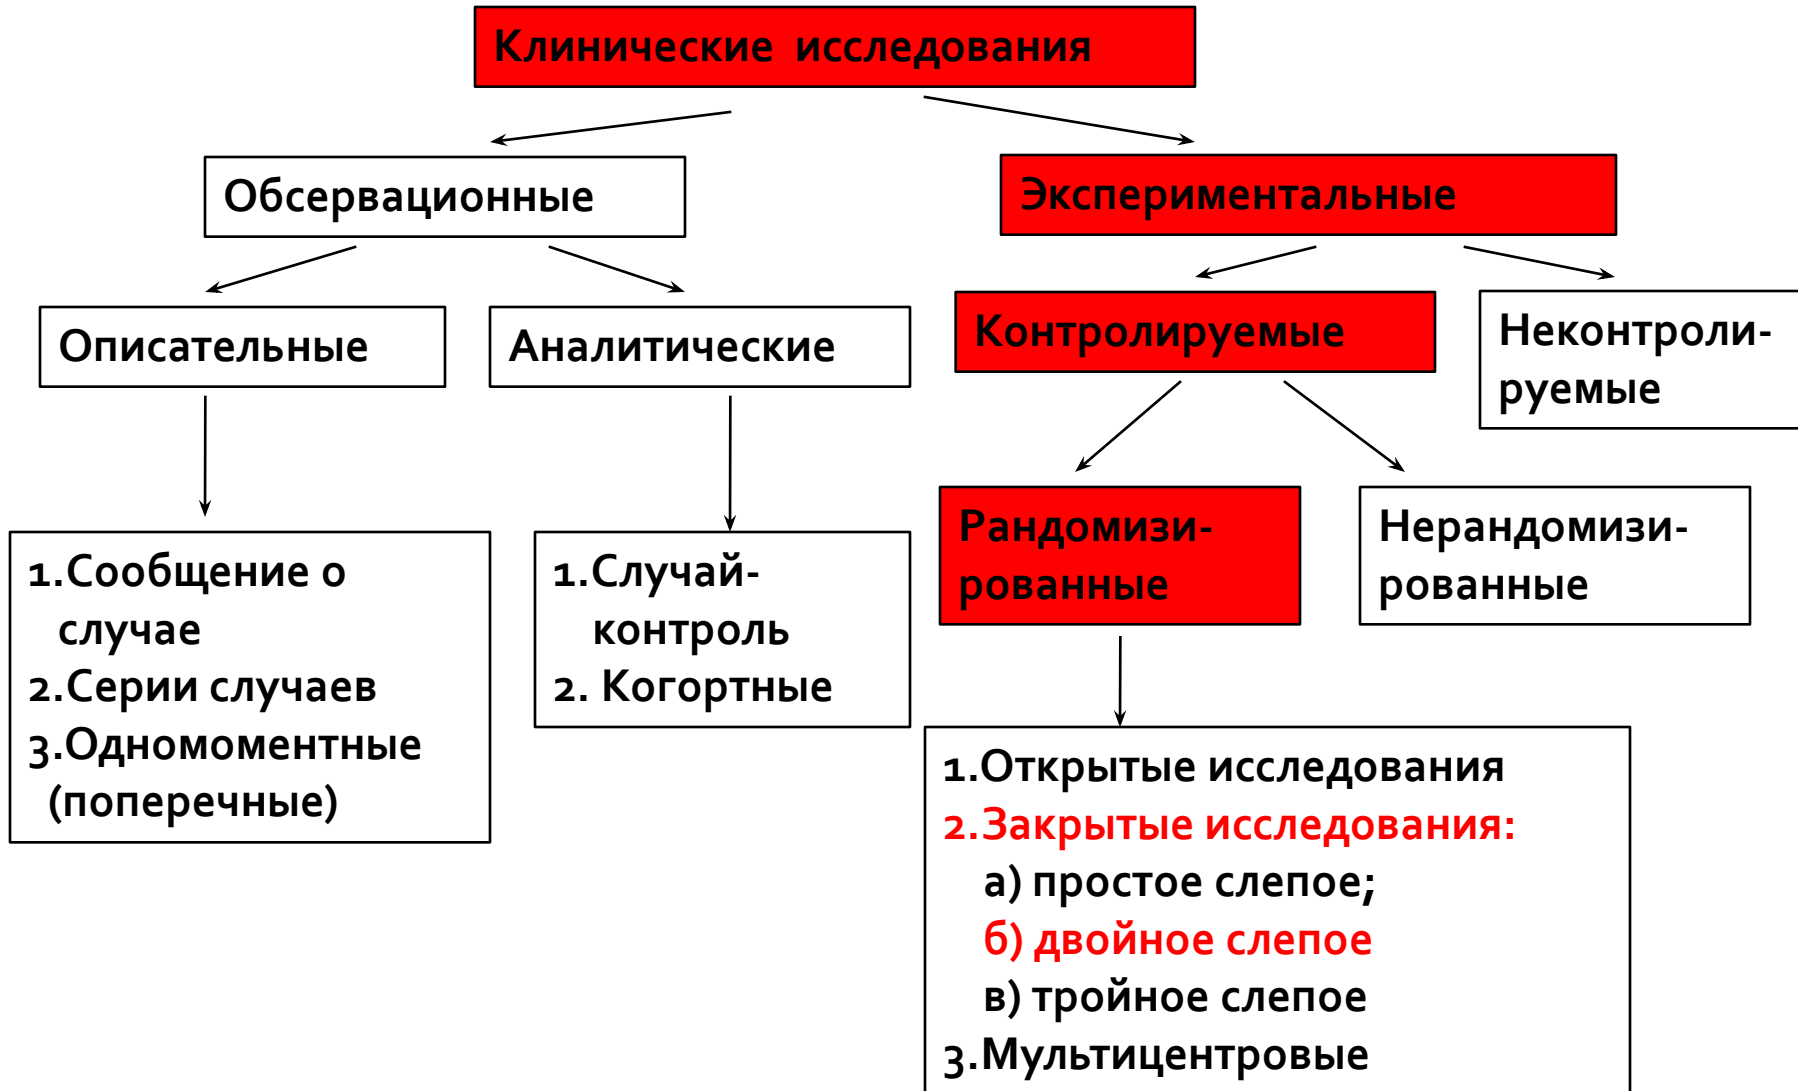 Клинические исследования
Обсервационные
Экспериментальные
Описательные
Аналитические
Контролируемые
Неконтроли-
руемые
Рандомизи-
рованные
Нерандомизи-
рованные
1.Сообщение о
случае
2.Серии случаев
3.Одномоментные
(поперечные)
1.Случай-
контроль
2. Когортные
1.Открытые исследования
2.Закрытые исследования:
а) простое слепое;
б) двойное слепое
в) тройное слепое
3.Мультицентровые